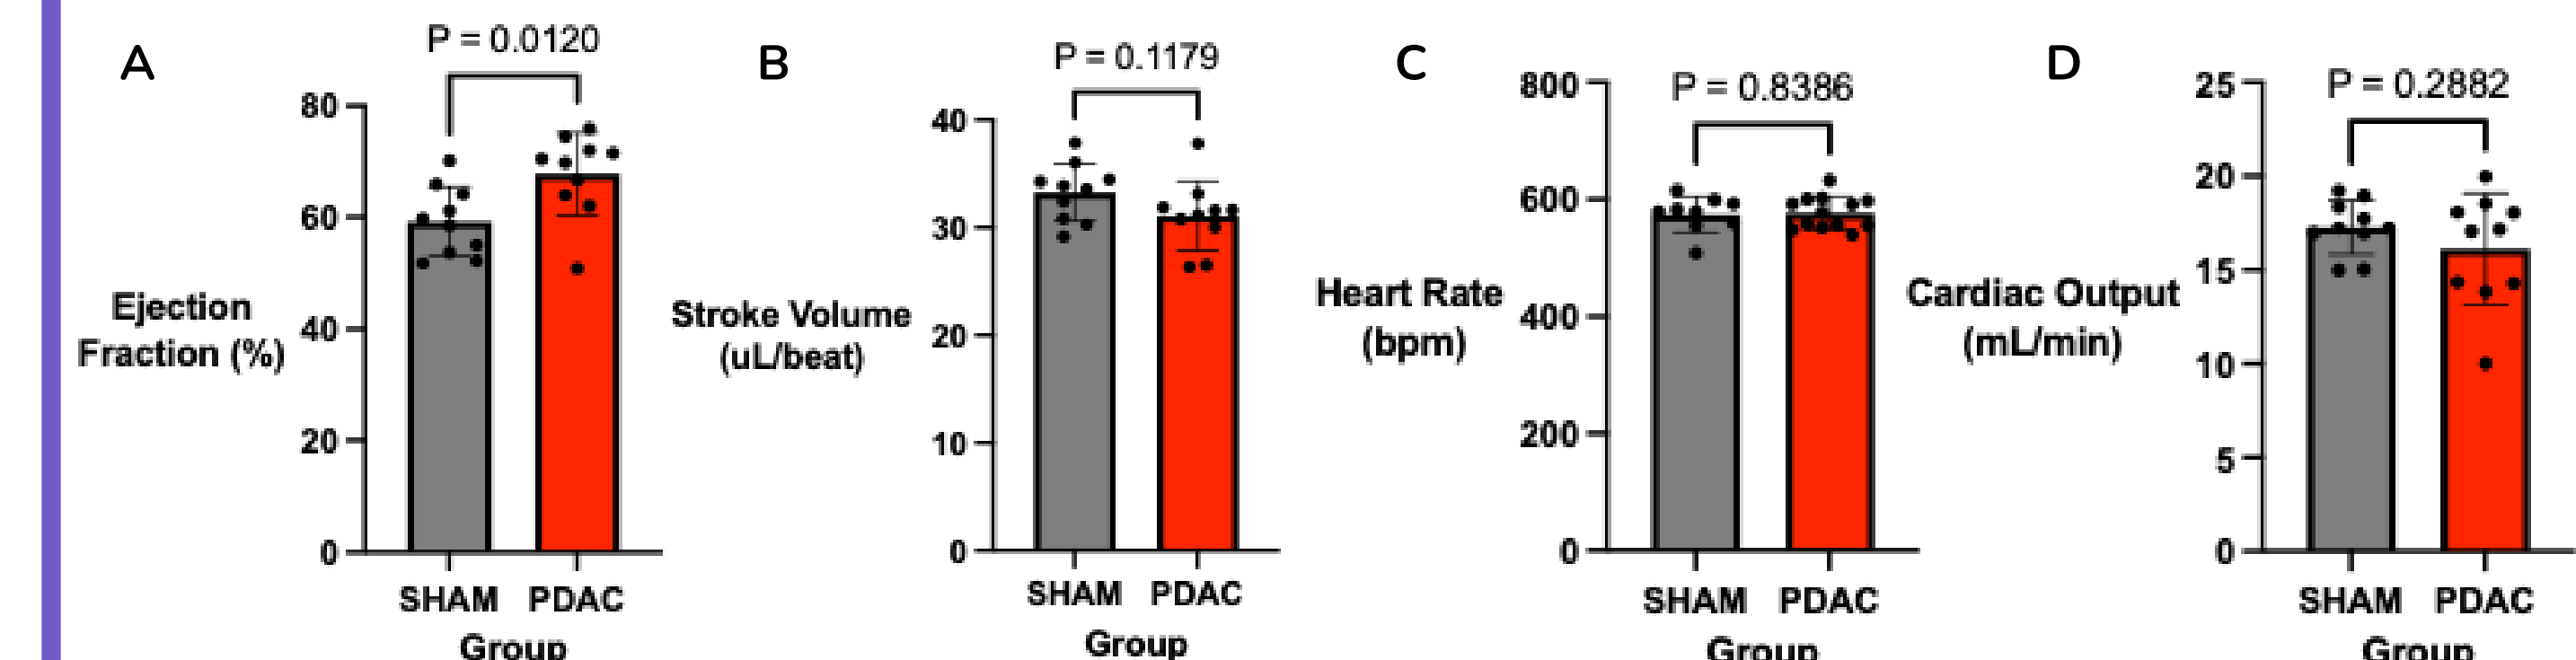 A
P = 0.0120
80
60
40
20
0
Ejection
Fraction (%)
SHAM PDAC
Group
B
P = 0.1179
40
30
20
10
0
Stroke Volume
(uL/beat)
SHAM PDAC
Group
C
P = 0.8386
800
600
400
200
0
Heart Rate
(bpm)
SHAM PDAC
Group
D
P = 0.2882
25
20
15
10
5
0
Cardiac Output
(mL/min)
SHAM PDAC
Group